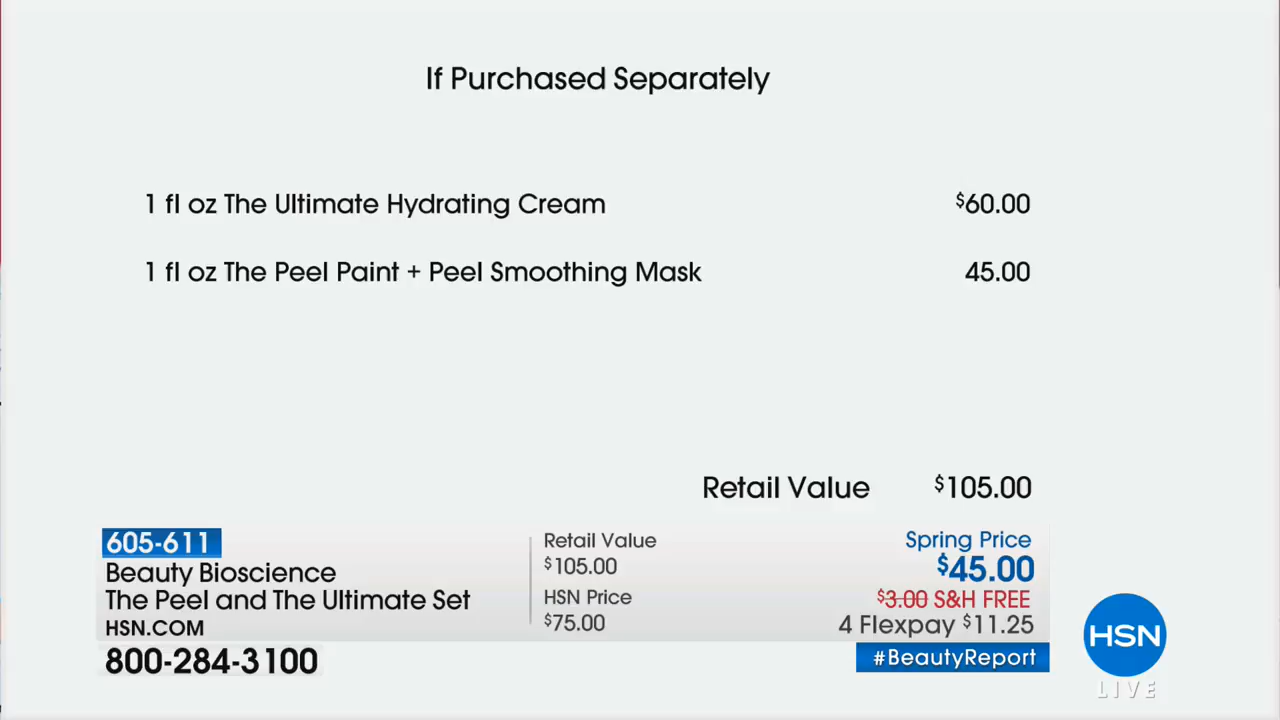 If Purchased Separately
1 fl oz The Ultimate Hydrating Cream $60.00
1 fl oz The Peel Paint + Peel Smoothing Mask 45.00
Retail Value $105.00
605-611
Beauty Bioscience
The Peel and The Ultimate Set
HSN.COM
800-284-3100
Retail Value
$105.00
HSN Price
$75.00
Spring Price
$45.00
$3.00 S&H FREE
4 Flexpay $11.25
#BeautyReport
HSN
LIVE